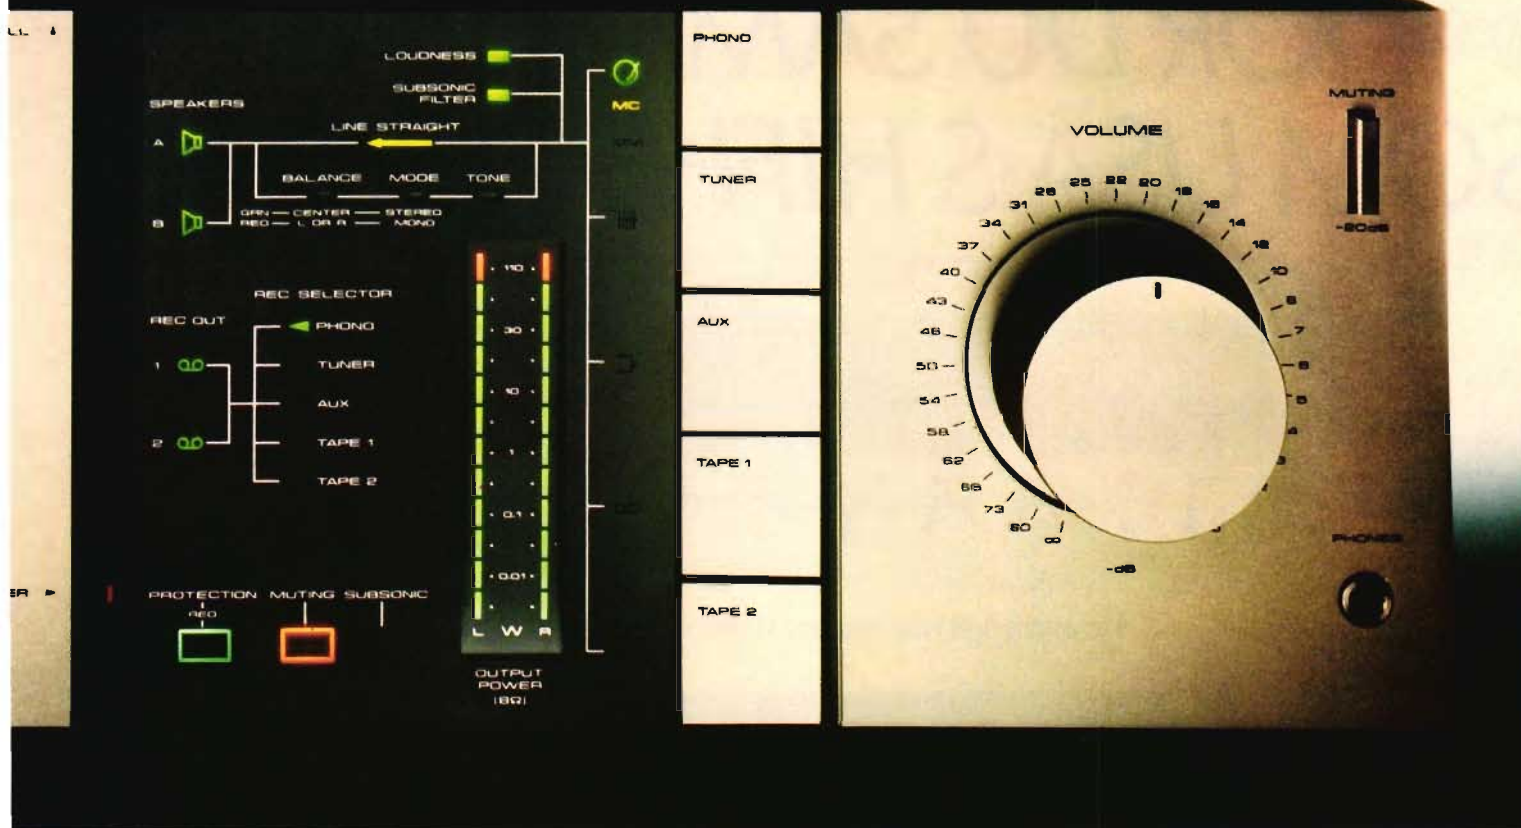 LOUDNESS
SUBSONIC
FILTER
SPEAKERS
MC
A
LINE STRAIGHT
BALANCE MODE TONE
B
GRN — CENTER — STEREO
RED — L OR R — MONO
REC SELECTOR
REC OUT
PHONO
1
TUNER
AUX
2
TAPE 1
TAPE 2
110
30
10
1
0.1
0.01
L W R
OUTPUT
POWER
(8Ω)
PROTECTION MUTING SUBSONIC
RED
PHONO
TUNER
AUX
TAPE 1
TAPE 2
VOLUME
∞ 80 73 66 62 58 54 50 46 43 40 37 34 31 28 25 22 20 18 16 14 12 10 8 7 6 5 4 3
-dB
MUTING
-20dB
PHONES